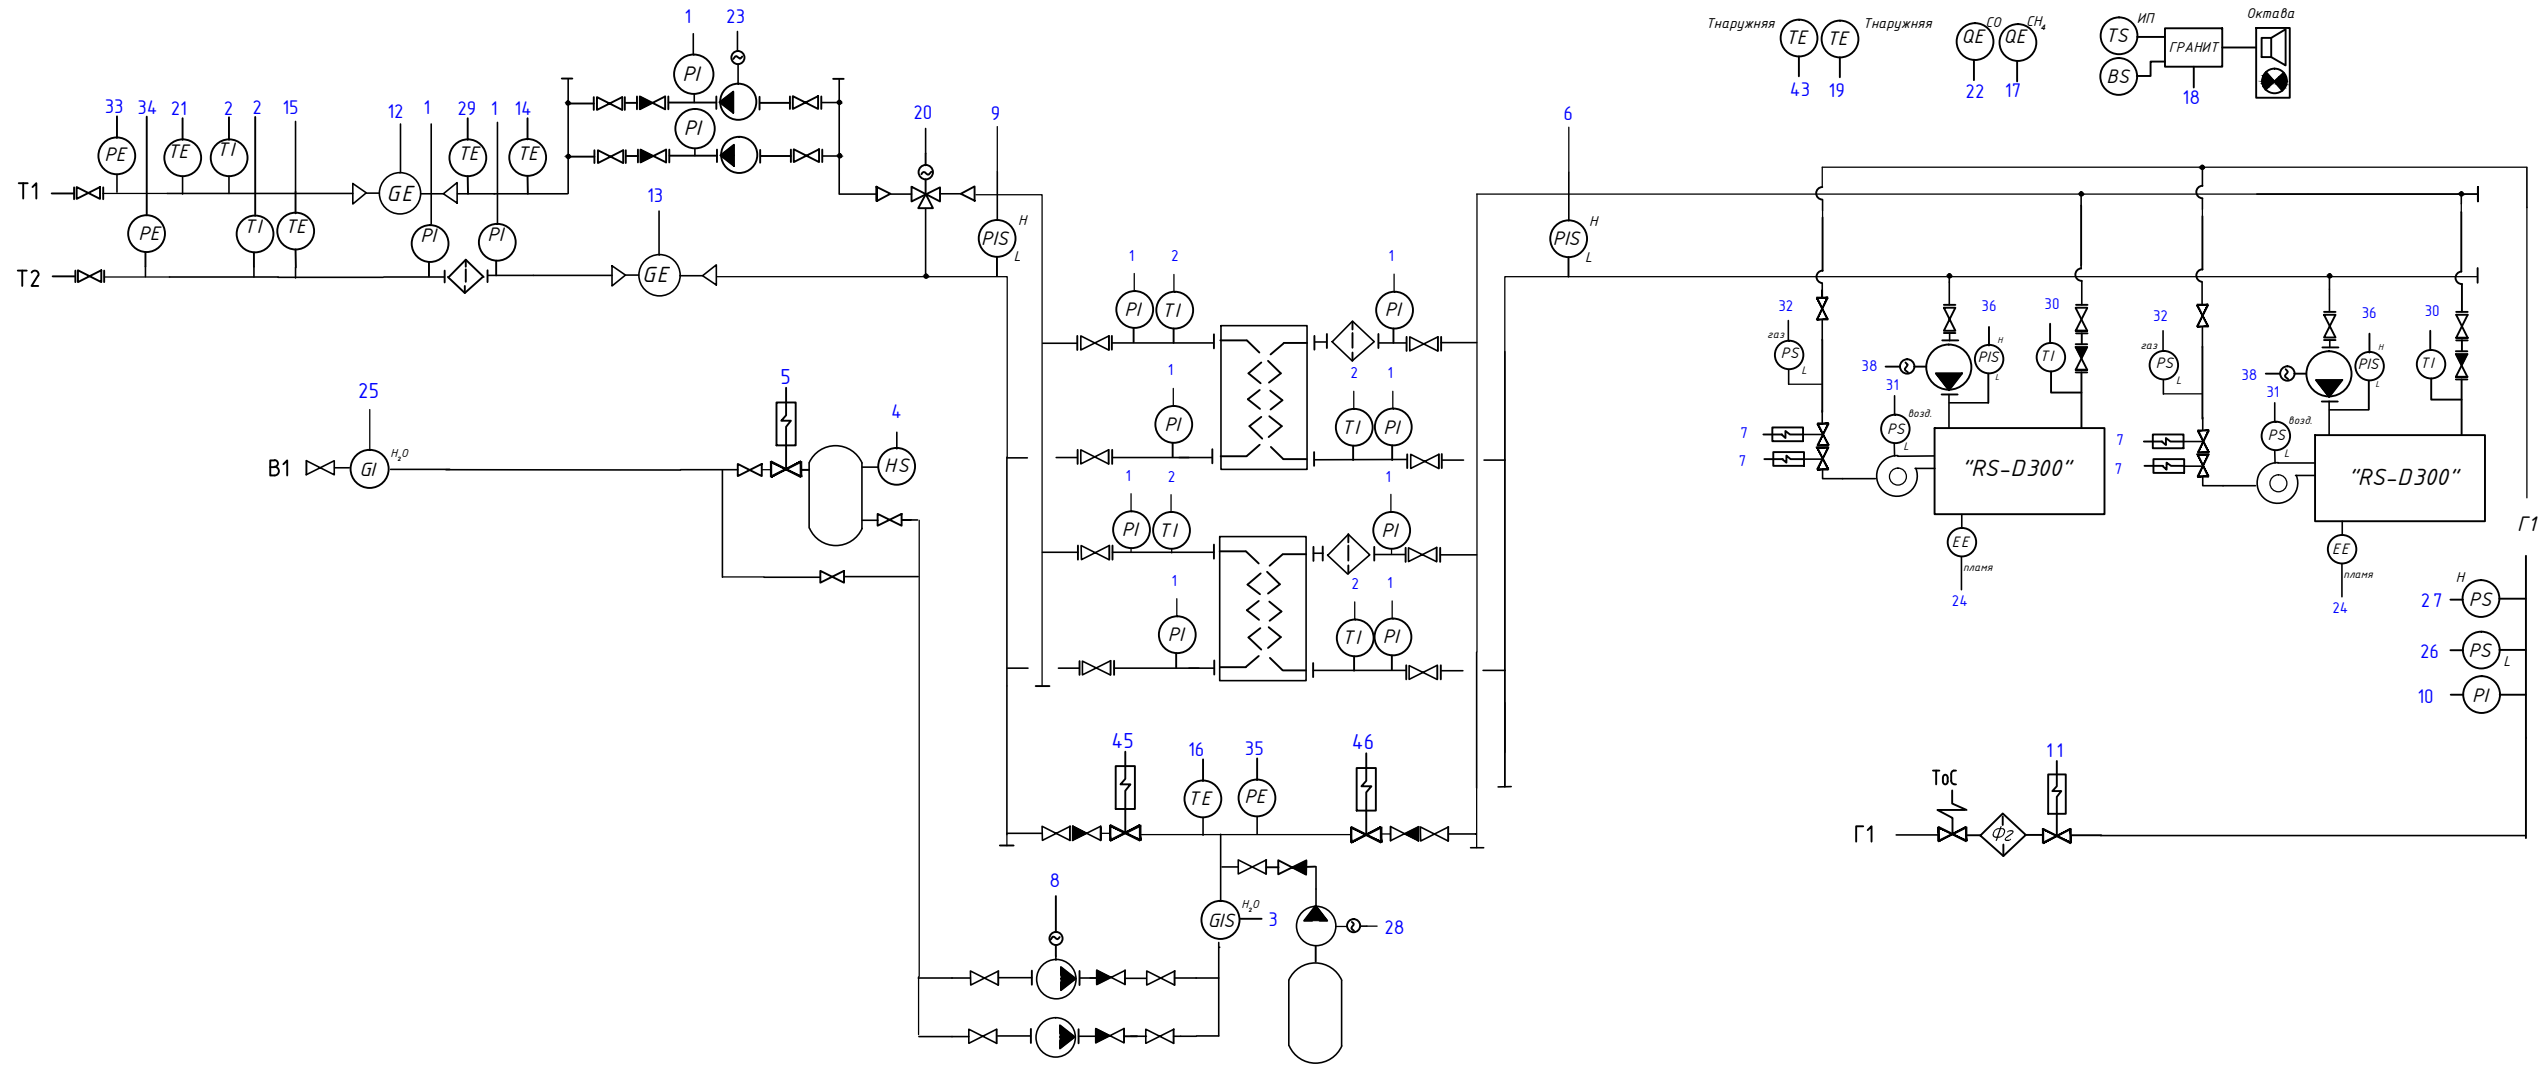 1 23
Тнаружняя TE TE Тнаружняя
43 19
QE CO QE CH₄
22 17
TS ИП
BS
ГРАНИТ
18
Октава
33 34 21 2 2 15 12 1 29 1 14
PI
PI
20 9 6
PE TE TI GE TE TE
T1
13
PE TI TE PI PI GE
PIS H L
PIS H L
T2
1 2 1
PI TI PI
1 2 1
PI TI PI
1 2 1
PI TI PI
1 2 1
PI TI PI
32 36 30
газ PS L
PIS H L
TI
38
31
возд.
PS L
7
7
"RS-D300"
EE
пламя
24
32 36 30
газ PS L
PIS H L
TI
38
31
возд.
PS L
7
7
"RS-D300"
EE
пламя
24
Г1
H
27 PS
26 PS L
10 PI
25 5 4
B1 GI H₂O HS
45 16 35 46
TE PE
ТоС 11
Г1 Фг
8
GIS H₂O 3
28